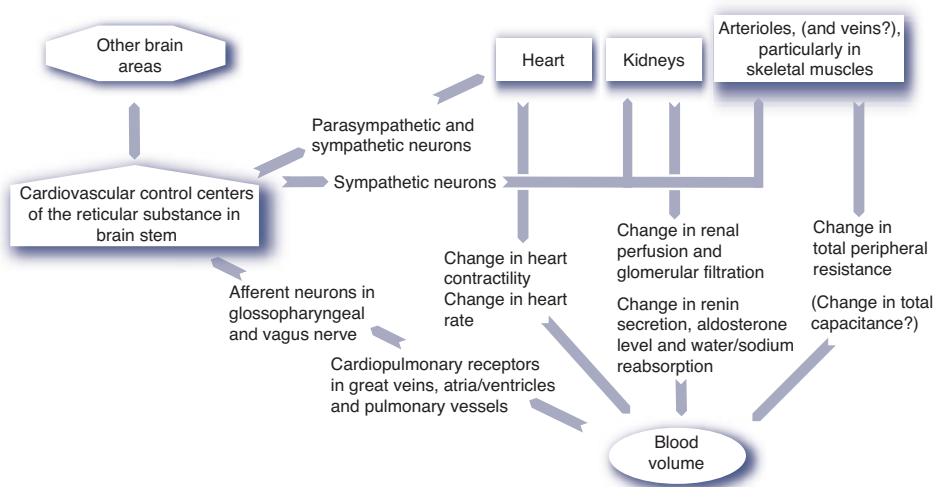 Other brain
areas
Heart
Kidneys
Arterioles, (and veins?),
particularly in
skeletal muscles
Parasympathetic and
sympathetic neurons
Sympathetic neurons
Cardiovascular control centers
of the reticular substance in
brain stem
Change in heart
contractility
Change in heart
rate
Change in renal
perfusion and
glomerular filtration
Change in renin
secretion, aldosterone
level and water/sodium
reabsorption
Change in
total peripheral
resistance
(Change in total
capacitance?)
Afferent neurons in
glossopharyngeal
and vagus nerve
Cardiopulmonary receptors
in great veins, atria/ventricles
and pulmonary vessels
Blood
volume